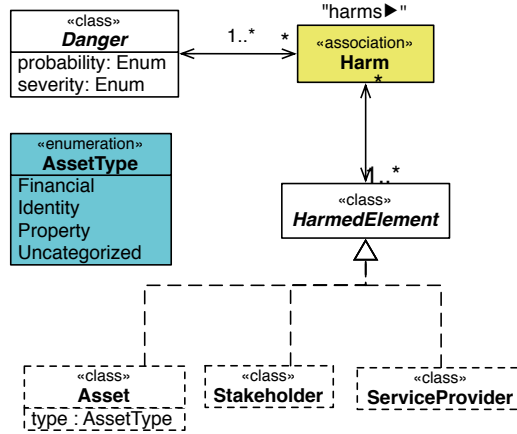 "harms▶"
«class»
Danger
probability: Enum
severity: Enum
1..*
*
«association»
Harm
*
«enumeration»
AssetType
Financial
Identity
Property
Uncategorized
1..*
«class»
HarmedElement
«class»
Asset
type : AssetType
«class»
Stakeholder
«class»
ServiceProvider